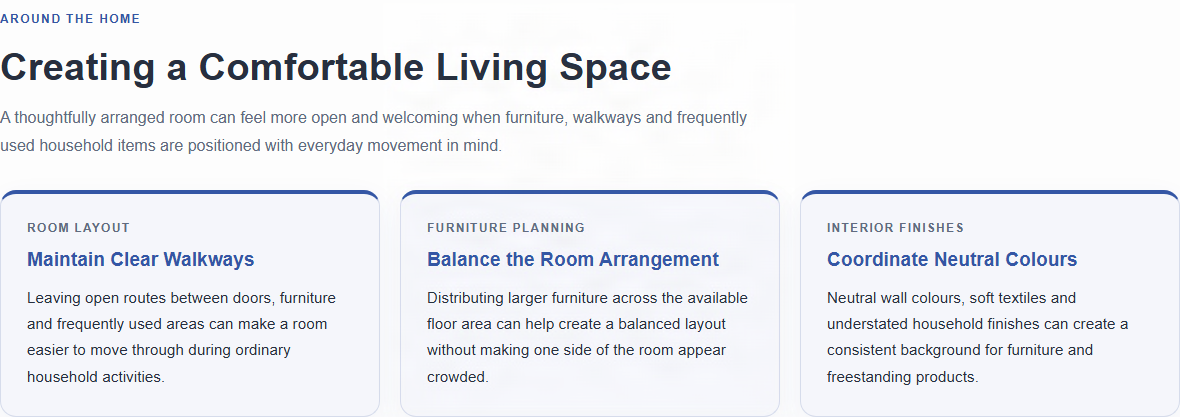 AROUND THE HOME
Creating a Comfortable Living Space
A thoughtfully arranged room can feel more open and welcoming when furniture, walkways and frequently
used household items are positioned with everyday movement in mind.
ROOM LAYOUT
Maintain Clear Walkways
Leaving open routes between doors, furniture
and frequently used areas can make a room
easier to move through during ordinary
household activities.
FURNITURE PLANNING
Balance the Room Arrangement
Distributing larger furniture across the available
floor area can help create a balanced layout
without making one side of the room appear
crowded.
INTERIOR FINISHES
Coordinate Neutral Colours
Neutral wall colours, soft textiles and
understated household finishes can create a
consistent background for furniture and
freestanding products.